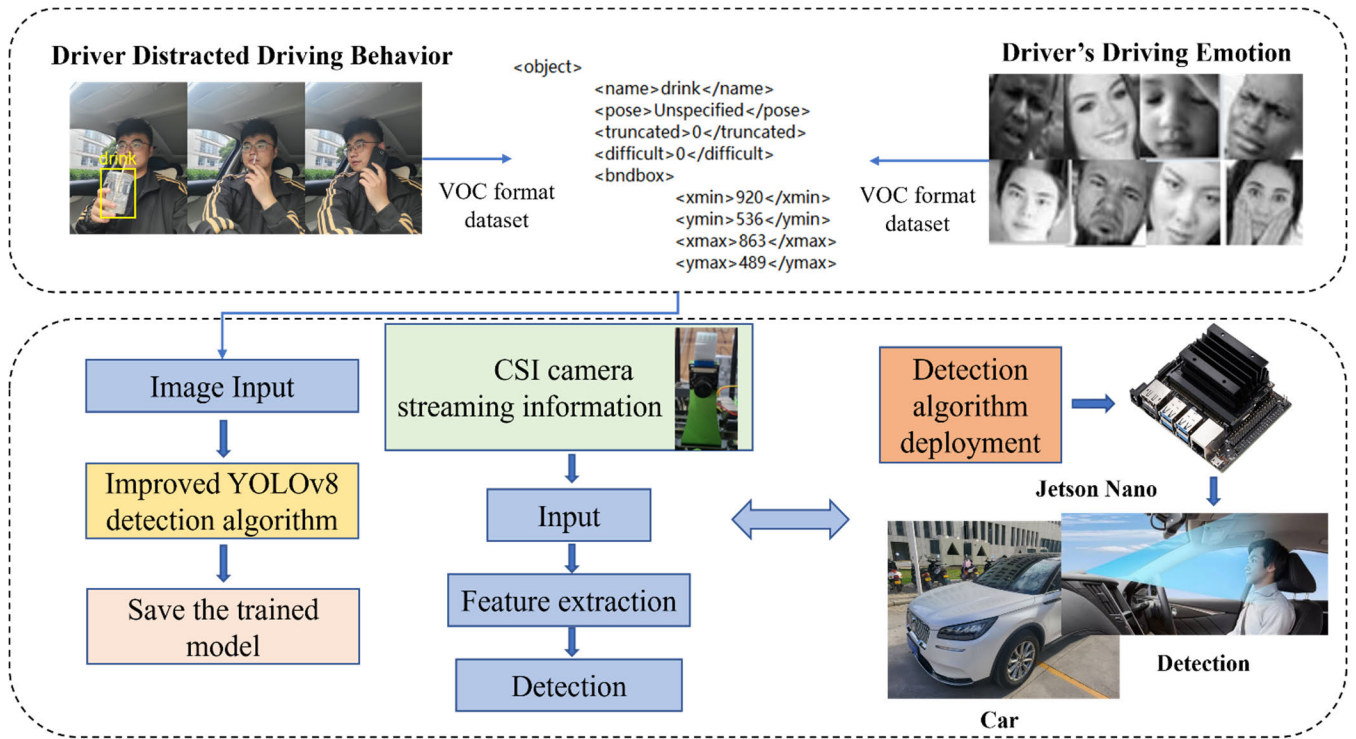 Driver Distracted Driving Behavior
drink
VOC format
dataset
<object>
<name>drink</name>
<pose>Unspecified</pose>
<truncated>0</truncated>
<difficult>0</difficult>
<bndbox>
<xmin>920</xmin>
<ymin>536</ymin>
<xmax>863</xmax>
<ymax>489</ymax>
Driver’s Driving Emotion
VOC format
dataset
Image Input
Improved YOLOv8
detection algorithm
Save the trained
model
CSI camera
streaming information
Input
Feature extraction
Detection
Detection
algorithm
deployment
Jetson Nano
Car
Detection